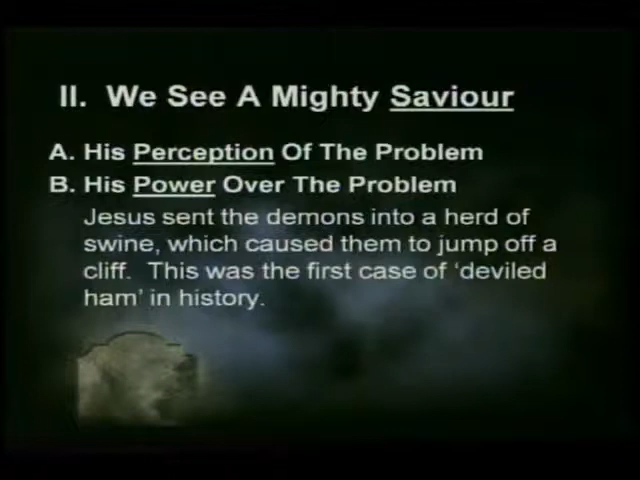 II. We See A Mighty Saviour
A. His Perception Of The Problem
B. His Power Over The Problem
Jesus sent the demons into a herd of
swine, which caused them to jump off a
cliff. This was the first case of ‘deviled
ham’ in history.